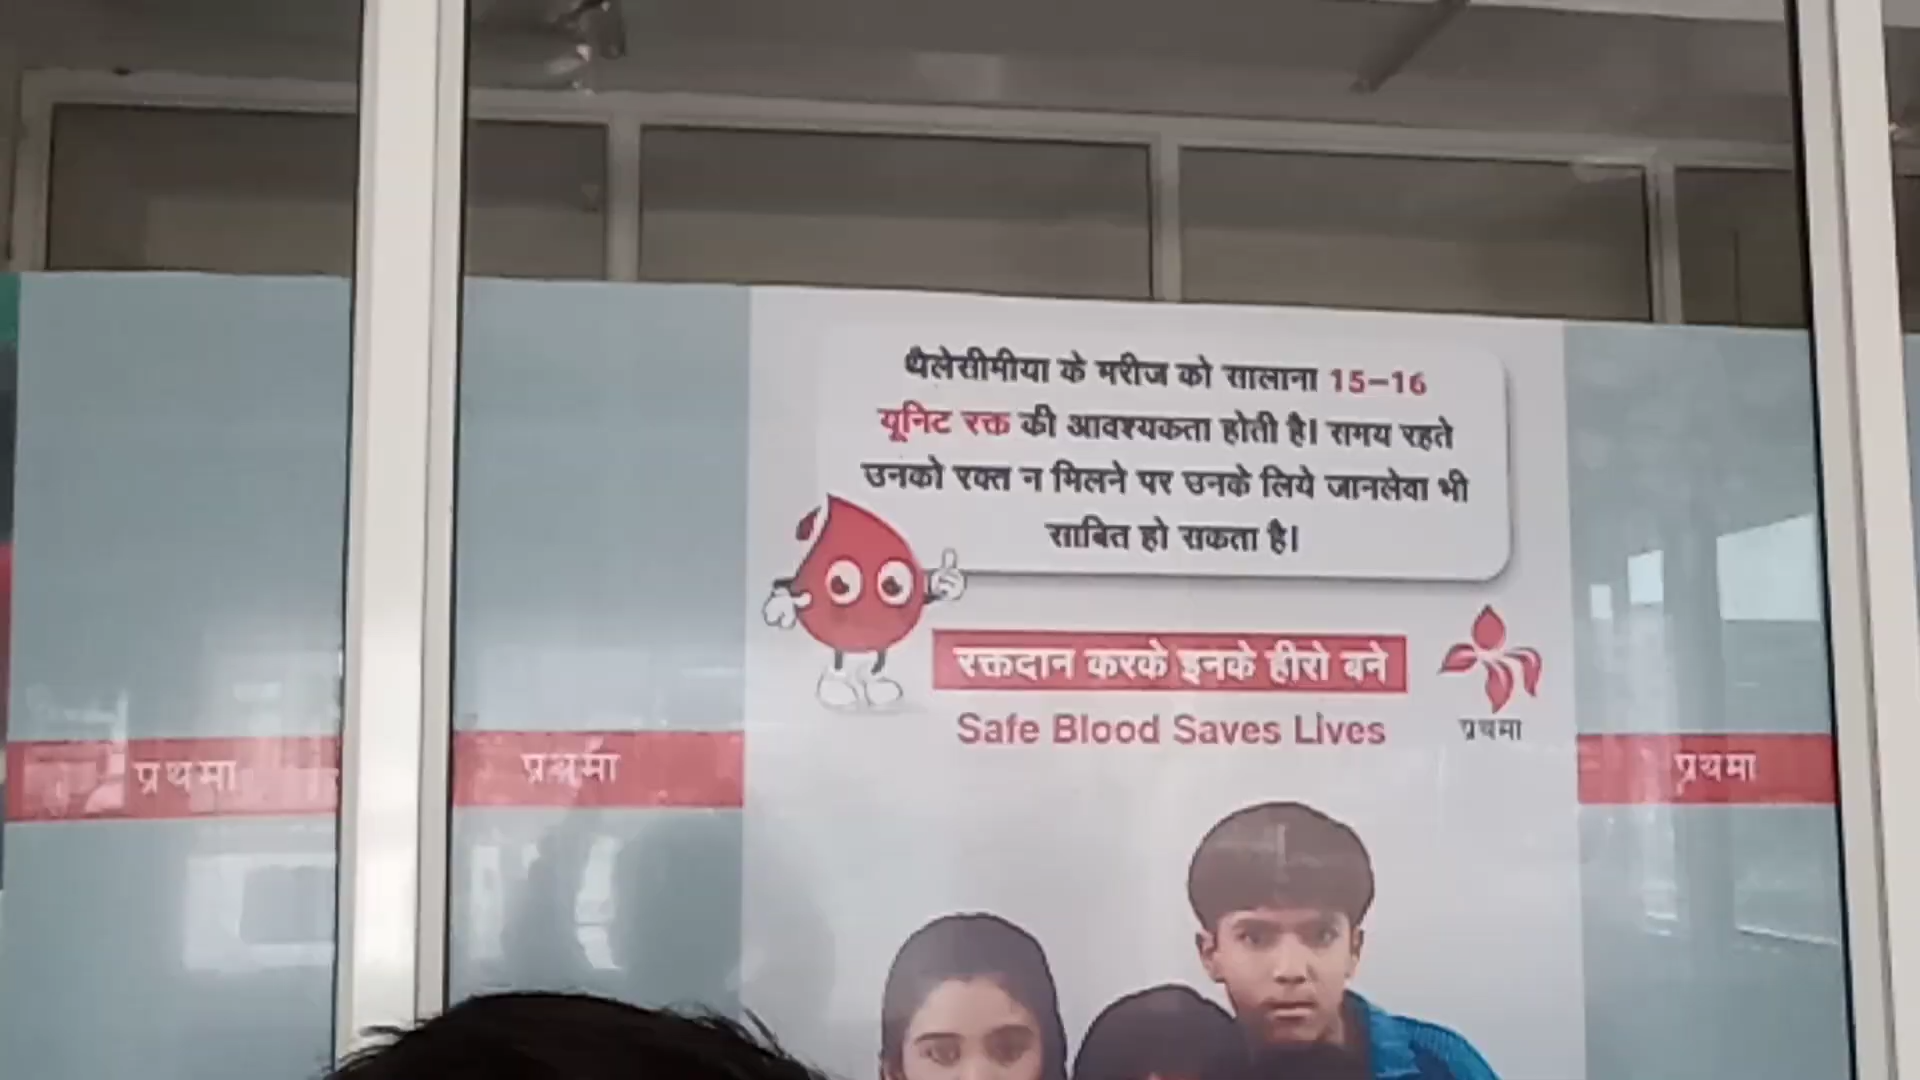 थैलेसीमीया के मरीज को सालाना 15-16
यूनिट रक्त की आवश्यकता होती है। समय रहते
उनको रक्त न मिलने पर उनके लिये जानलेवा भी
साबित हो सकता है।
रक्तदान करके इनके हीरो बने
Safe Blood Saves Lives
प्रथमा
प्रथमा
प्रथमा
प्रथमा